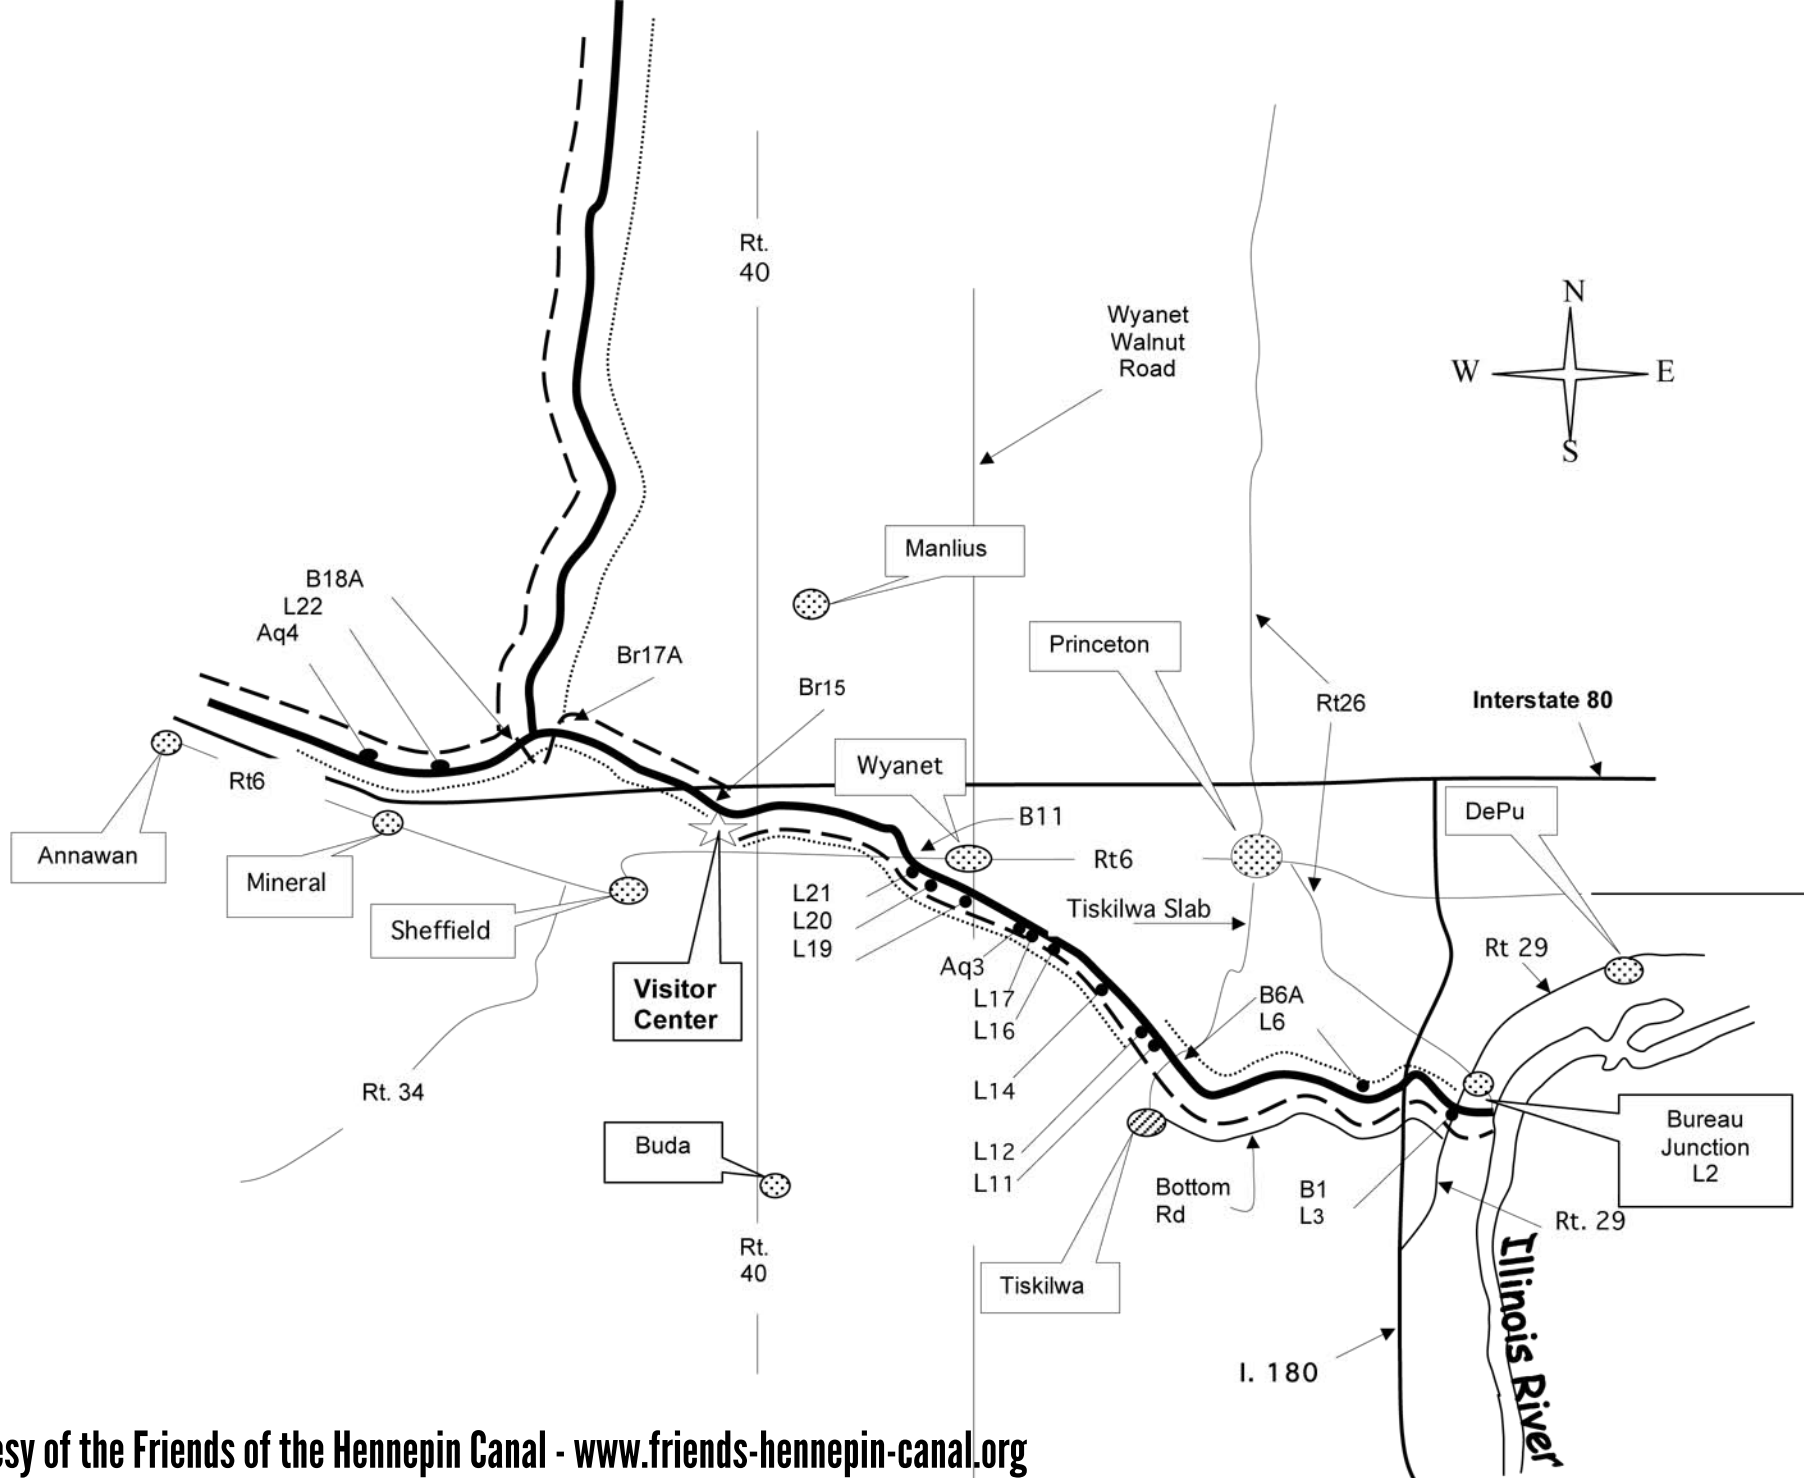 Rt.
40
N
W
E
S
Wyanet
Walnut
Road
Manlius
B18A
L22
Aq4
Br17A
Princeton
Br15
Rt26
Interstate 80
Wyanet
Rt6
DePu
B11
Annawan
Rt6
Mineral
L21
L20
L19
Tiskilwa Slab
Sheffield
Rt 29
Aq3
Visitor
Center
L17
L16
B6A
L6
Rt. 34
L14
Bureau
Junction
L2
Buda
L12
L11
Bottom
Rd
B1
L3
Rt. 29
Rt.
40
Tiskilwa
Illinois River
I. 180
esy of the Friends of the Hennepin Canal - www.friends-hennepin-canal.org